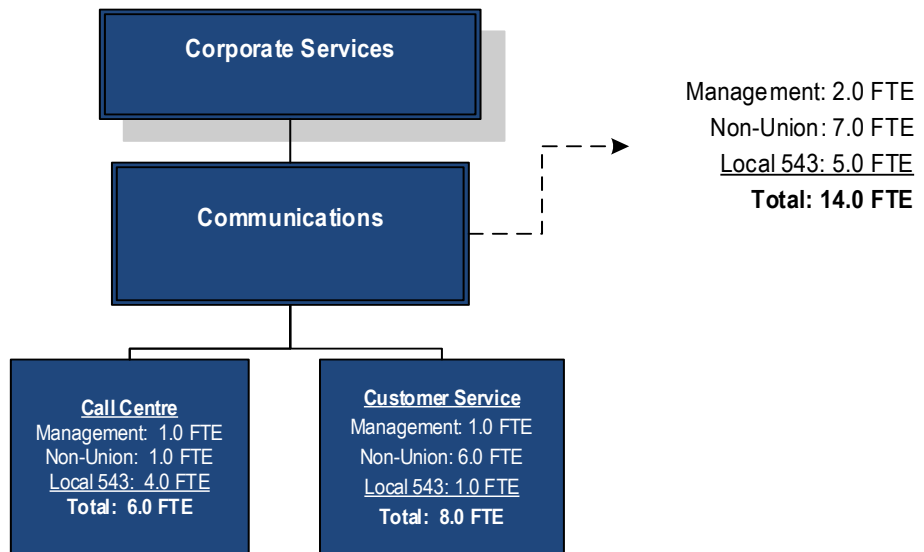 Corporate Services
Management: 2.0 FTE
Non-Union: 7.0 FTE
Local 543: 5.0 FTE
Total: 14.0 FTE
Communications
Call Centre
Management: 1.0 FTE
Non-Union: 1.0 FTE
Local 543: 4.0 FTE
Total: 6.0 FTE
Customer Service
Management: 1.0 FTE
Non-Union: 6.0 FTE
Local 543: 1.0 FTE
Total: 8.0 FTE